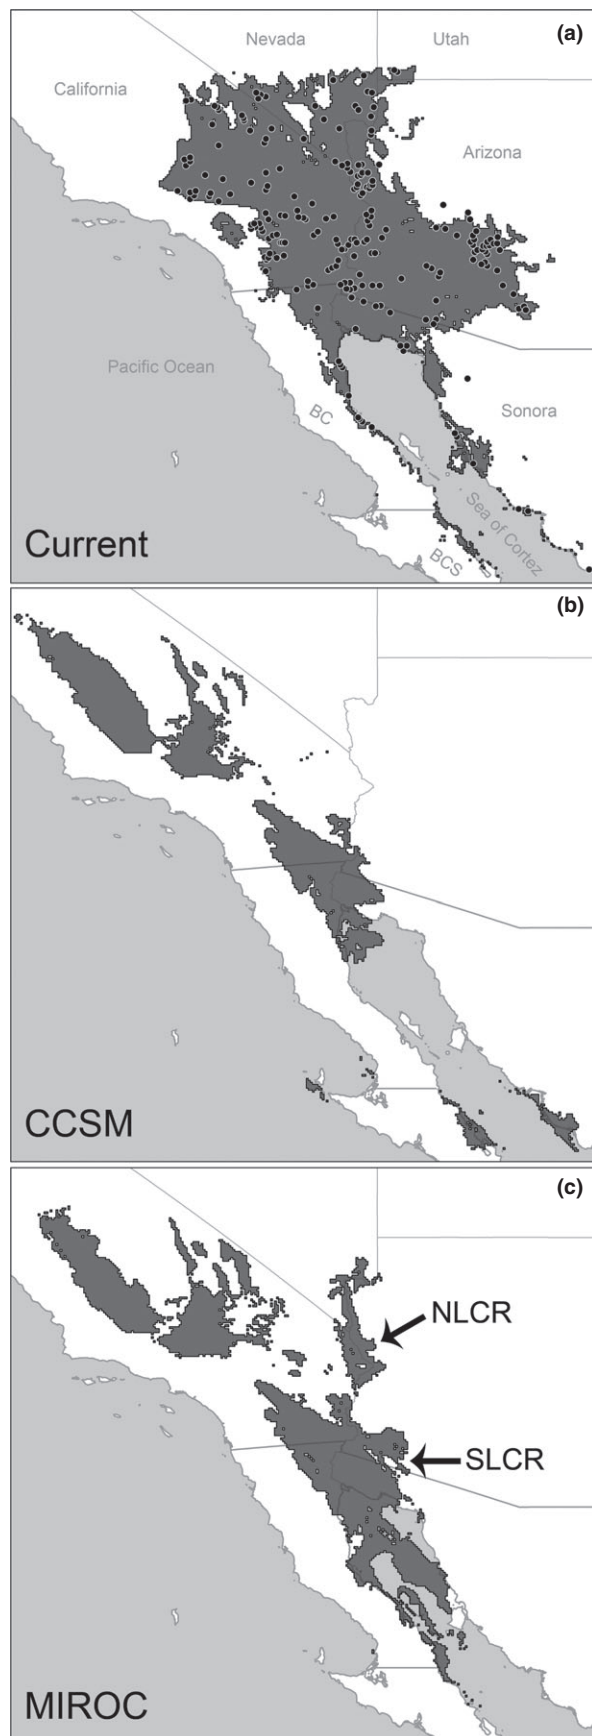 (a)
Nevada
Utah
California
Arizona
Pacific Ocean
BC
Sonora
Sea of Cortez
BCS
Current
(b)
CCSM
(c)
NLCR
SLCR
MIROC